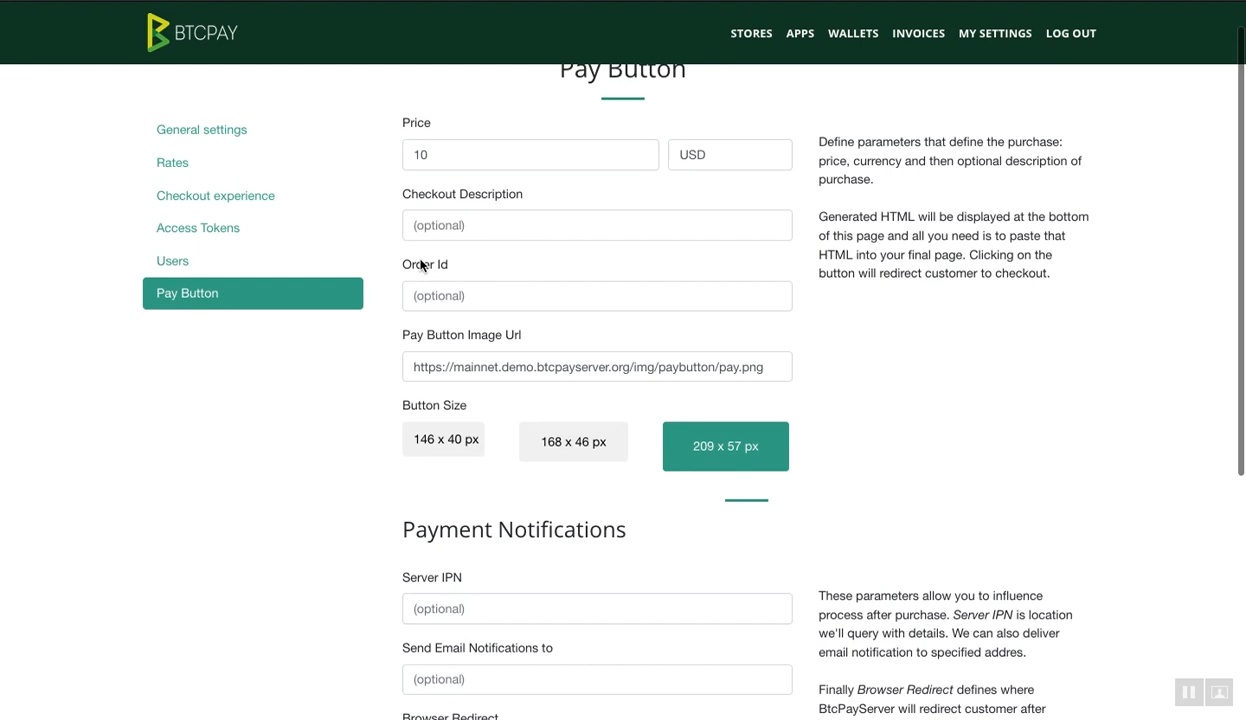 BTCPAY
STORES APPS WALLETS INVOICES MY SETTINGS LOG OUT
Pay Button
General settings
Rates
Checkout experience
Access Tokens
Users
Pay Button
Price
10 USD
Checkout Description
(optional)
Order Id
(optional)
Pay Button Image Url
https://mainnet.demo.btcpayserver.org/img/paybutton/pay.png
Button Size
146 x 40 px 168 x 46 px 209 x 57 px
Define parameters that define the purchase:
price, currency and then optional description of
purchase.
Generated HTML will be displayed at the bottom
of this page and all you need is to paste that
HTML into your final page. Clicking on the
button will redirect customer to checkout.
Payment Notifications
Server IPN
(optional)
Send Email Notifications to
(optional)
Browser Redirect
These parameters allow you to influence
process after purchase. Server IPN is location
we'll query with details. We can also deliver
email notification to specified addres.
Finally Browser Redirect defines where
BtcPayServer will redirect customer after